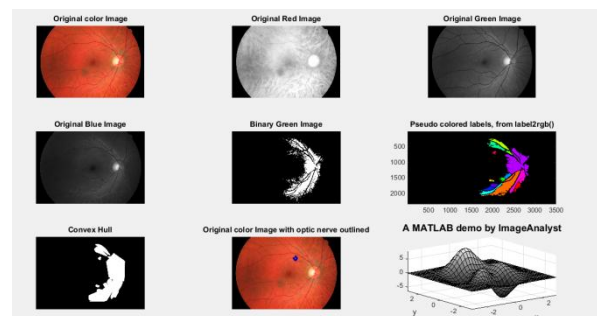 Original color Image
Original Red Image
Original Green Image
Original Blue Image
Binary Green Image
Pseudo colored labels, from label2rgb()
500
1000
1500
2000
500 1000 1500 2000 2500 3000 3500
Convex Hull
Original color Image with optic nerve outlined
A MATLAB demo by ImageAnalyst
5
0
-5
2
0
-2
y
-2
0
2